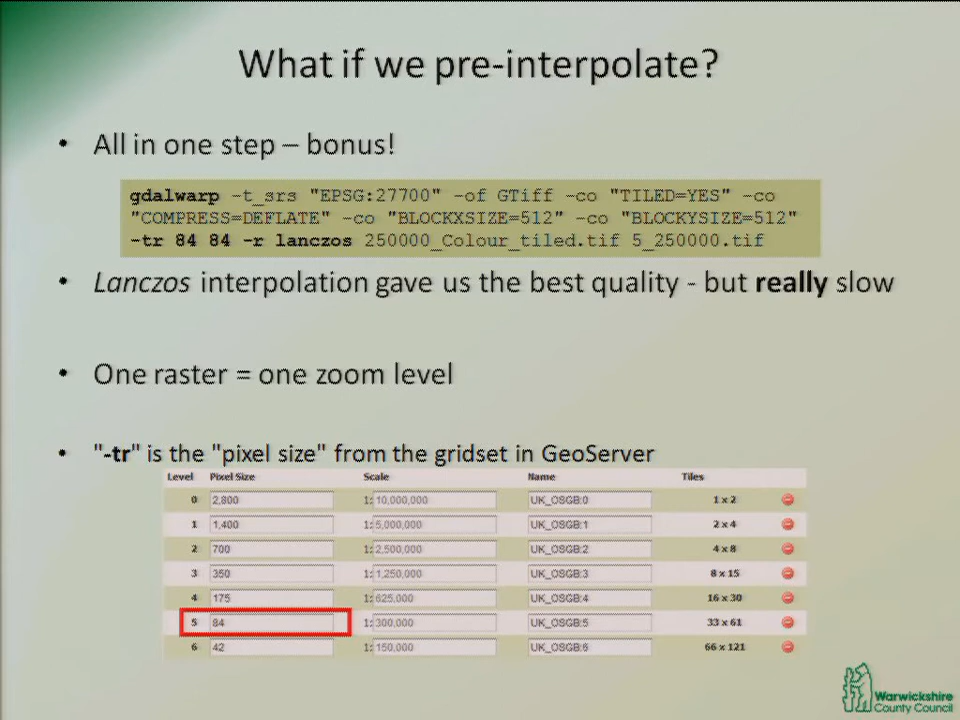 What if we pre-interpolate?
• All in one step – bonus!
gdalwarp -t_srs "EPSG:27700" -of GTiff -co "TILED=YES" -co
"COMPRESS=DEFLATE" -co "BLOCKXSIZE=512" -co "BLOCKYSIZE=512"
-tr 84 84 -r lanczos 250000_Colour_tiled.tif 5_250000.tif
• Lanczos interpolation gave us the best quality - but really slow
• One raster = one zoom level
• "-tr" is the "pixel size" from the gridset in GeoServer
Level Pixel Size Scale Name Tiles
0 2,800 1: 10,000,000 UK_OSGB:0 1 x 2
1 1,400 1: 5,000,000 UK_OSGB:1 2 x 4
2 700 1: 2,500,000 UK_OSGB:2 4 x 8
3 350 1: 1,250,000 UK_OSGB:3 8 x 15
4 175 1: 625,000 UK_OSGB:4 16 x 30
5 84 1: 300,000 UK_OSGB:5 33 x 61
6 42 1: 150,000 UK_OSGB:6 66 x 121
Warwickshire
County Council